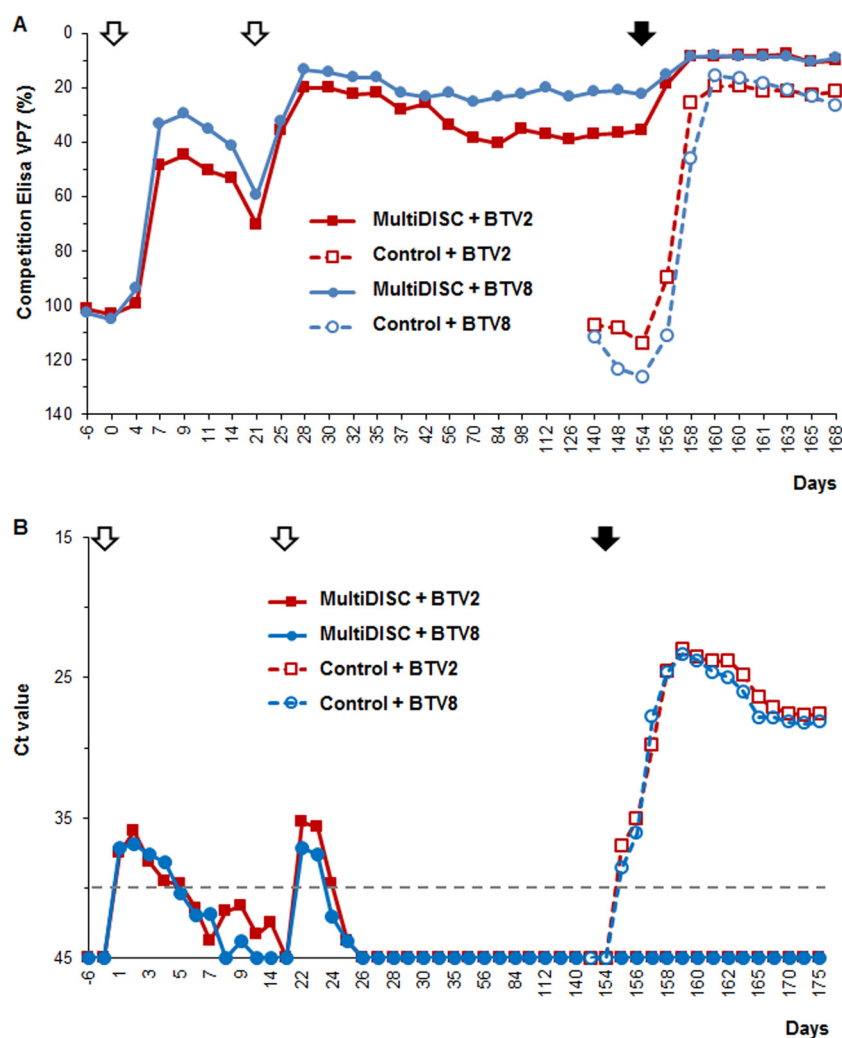 A
Competition Elisa VP7 (%)
0
20
40
60
80
100
120
140
MultiDISC + BTV2
Control + BTV2
MultiDISC + BTV8
Control + BTV8
-6 0 4 7 9 11 14 21 25 28 30 32 35 37 42 56 70 84 98 112 126 140 148 154 156 158 160 160 161 163 165 168
Days
B
Ct value
15
25
35
45
MultiDISC + BTV2
MultiDISC + BTV8
Control + BTV2
Control + BTV8
-6 1 3 5 7 9 14 22 24 26 28 30 35 56 84 112 140 154 156 158 160 162 165 170 175
Days